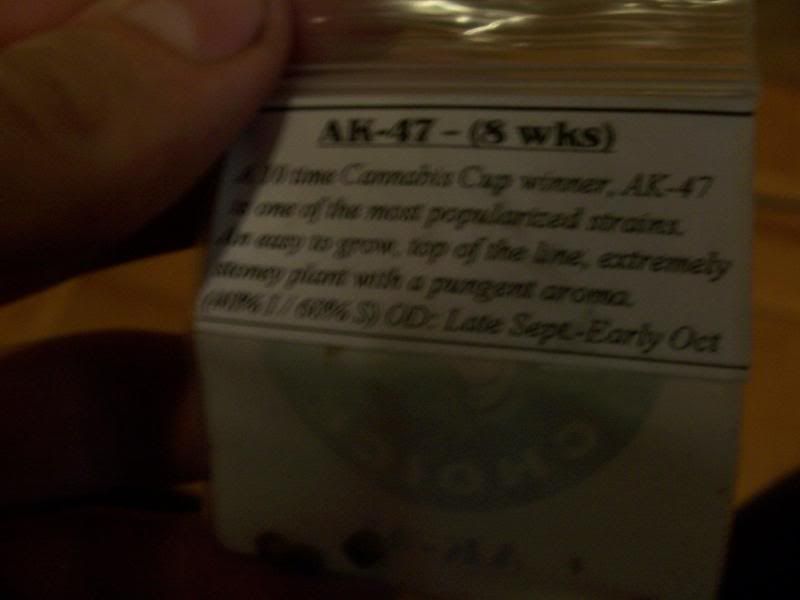 AK-47 - (8 wks)
A 10 time Cannabis Cup winner, AK-47
is one of the most popularized strains.
An easy to grow, top of the line, extremely
stoney plant with a pungent aroma.
(40% I / 60% S) OD: Late Sept.-Early Oct